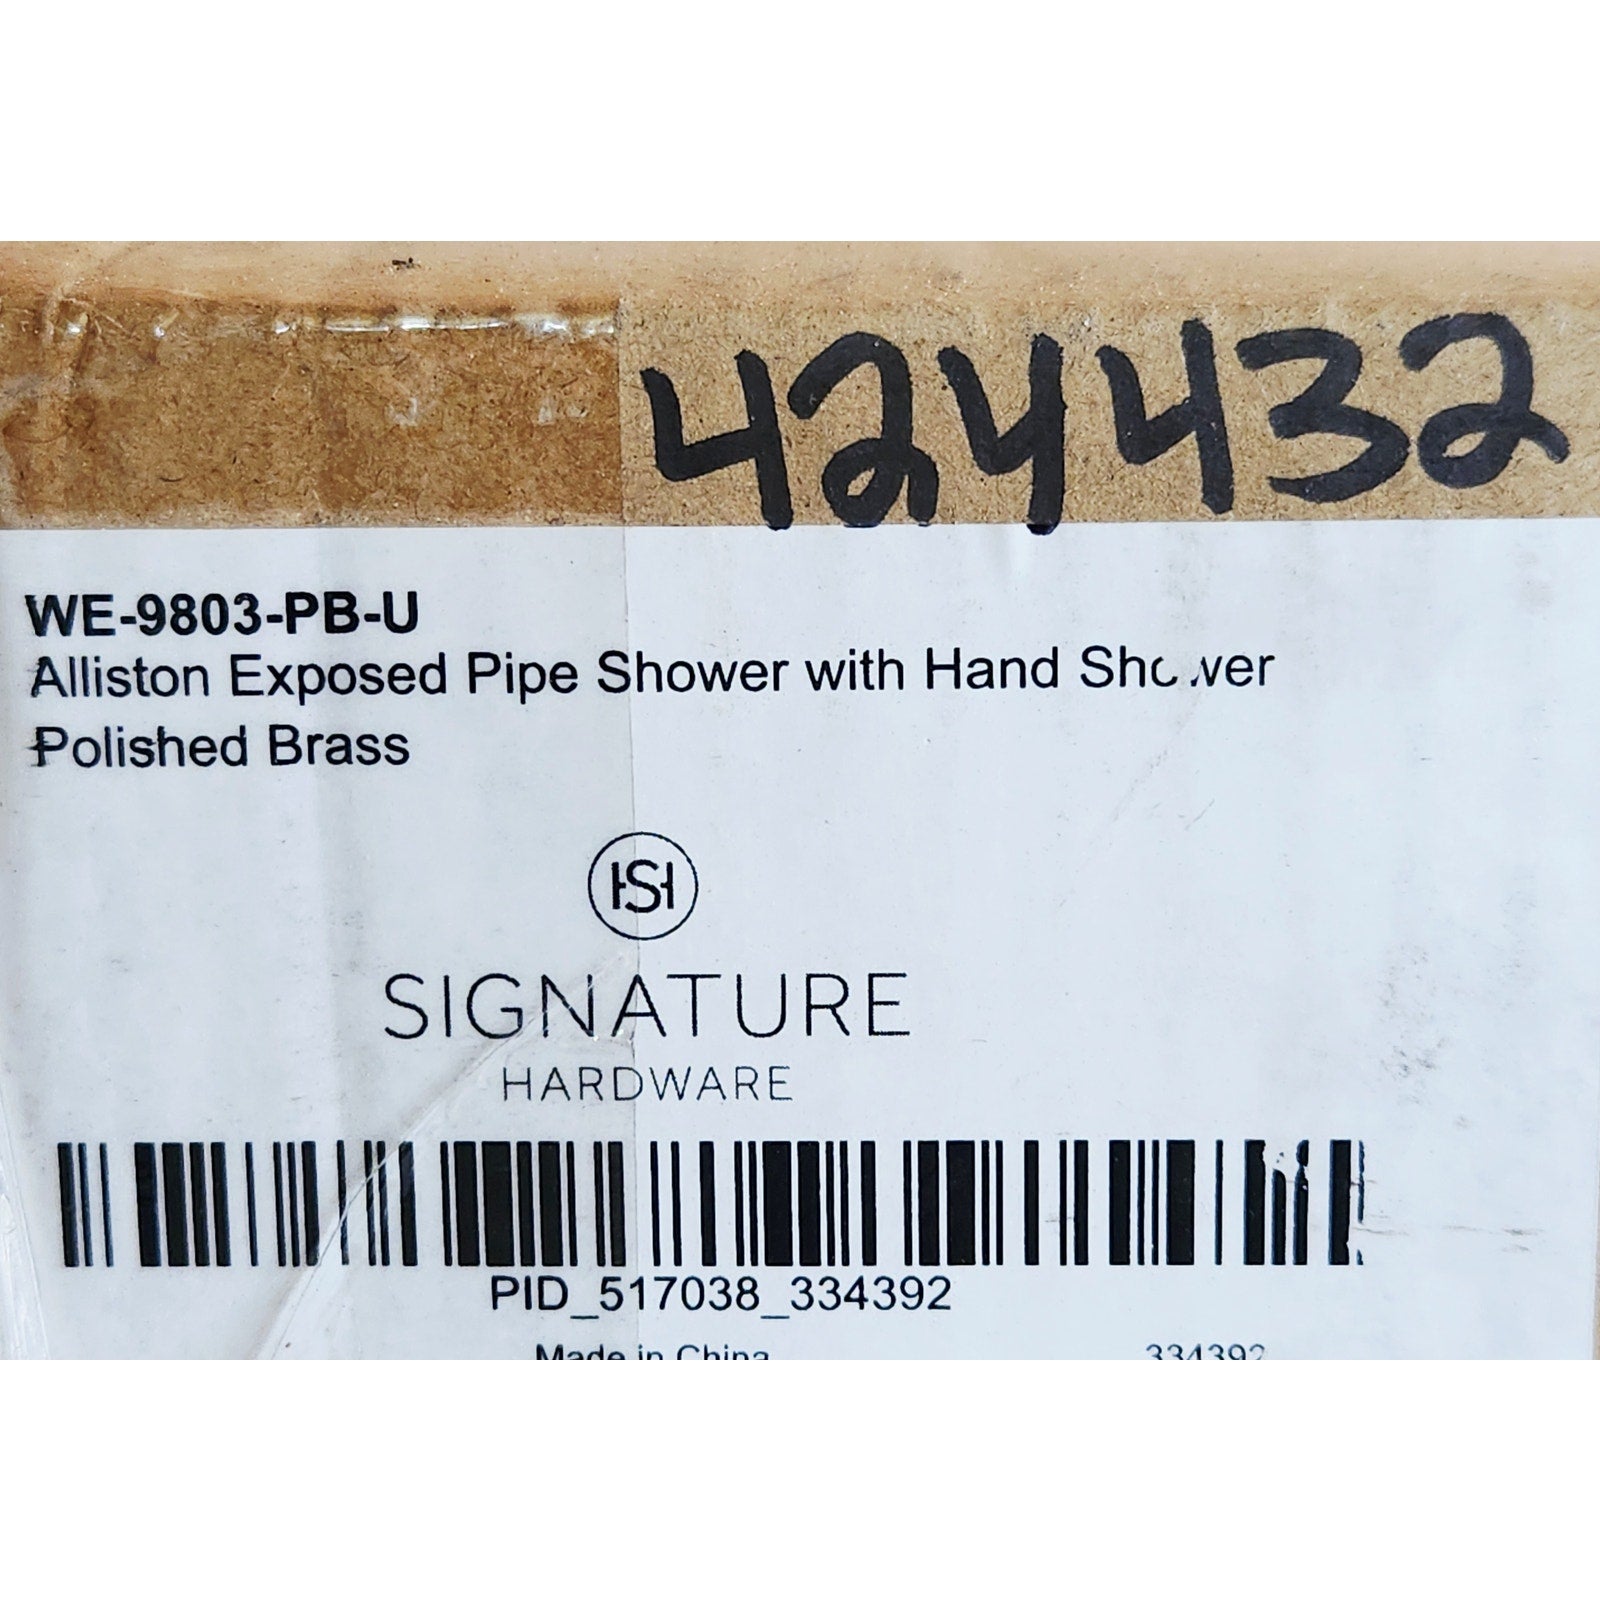 424432
WE-9803-PB-U
Alliston Exposed Pipe Shower with Hand Shower
Polished Brass
HS
SIGNATURE
HARDWARE
PID_517038_334392
Made in China 334392